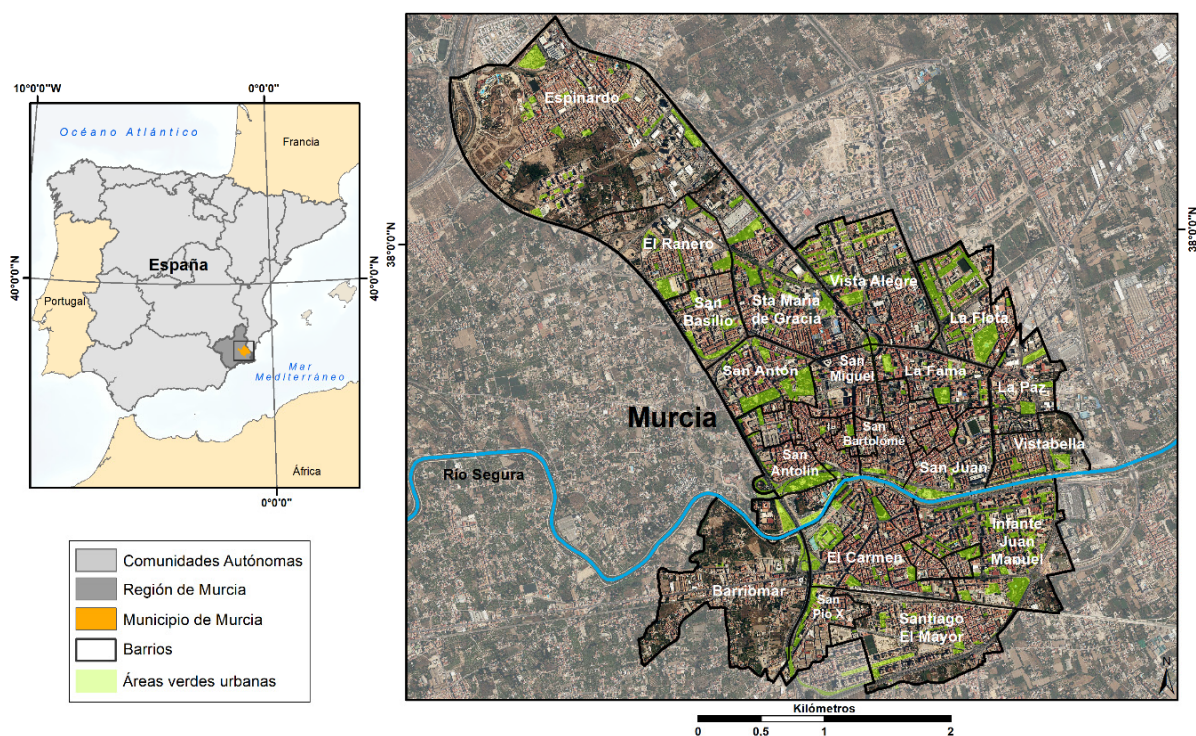 10°0'0"W
0°0'0"
Océano Atlántico
Francia
España
Portugal
40°0'0"N
40°0'0"N
Mar
Mediterráneo
África
0°0'0"
Comunidades Autónomas
Región de Murcia
Municipio de Murcia
Barrios
Áreas verdes urbanas
38°0'0"N
38°0'0"N
Espinardo
El Ranero
Vista Alegre
San
Basilio
Sta María
de Gracia
La Flota
San Antón
San
Miguel
La Fama
La Paz
Murcia
San
Bartolomé
Vistabella
San
Antolín
San Juan
Río Segura
Infante
Juan
Manuel
El Carmen
Barriomar
San
Pío X
Santiago
El Mayor
N
Kilómetros
0 0.5 1 2